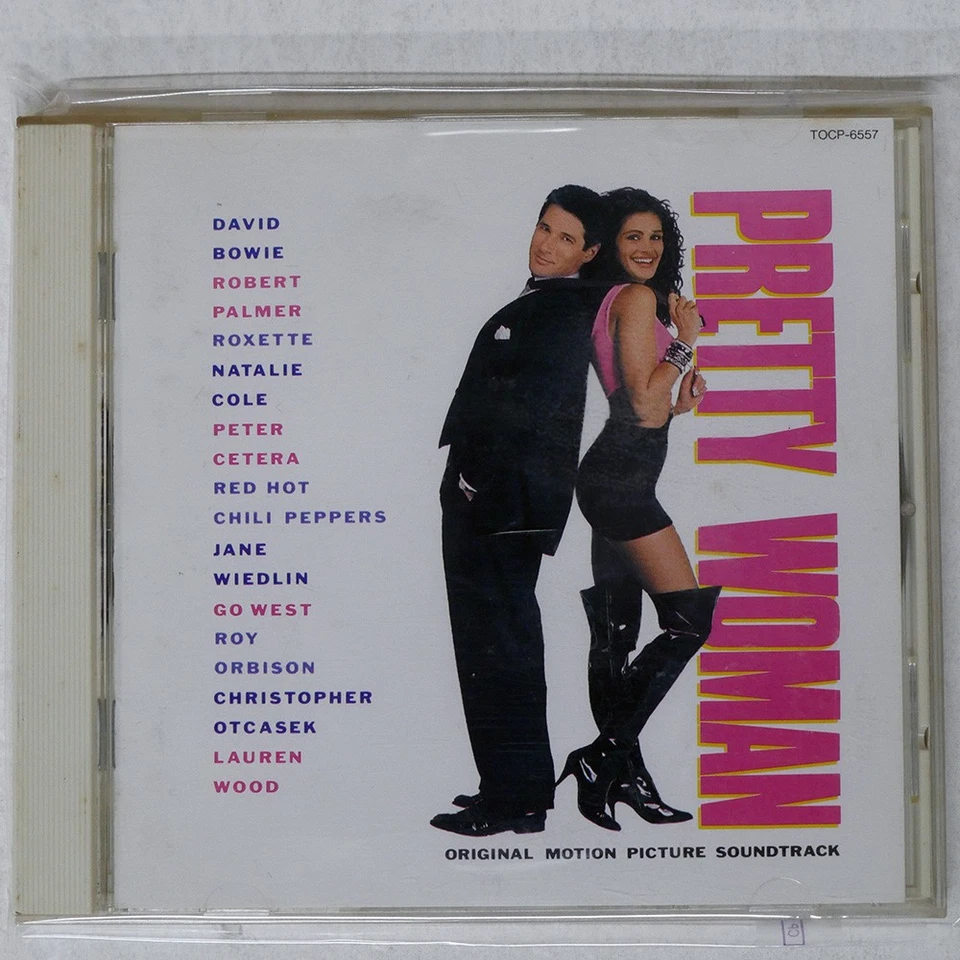 TOCP-6557
DAVID
BOWIE
ROBERT
PALMER
ROXETTE
NATALIE
COLE
PETER
CETERA
RED HOT
CHILI PEPPERS
JANE
WIEDLIN
GO WEST
ROY
ORBISON
CHRISTOPHER
OTCASEK
LAUREN
WOOD
PRETTY WOMAN
ORIGINAL MOTION PICTURE SOUNDTRACK